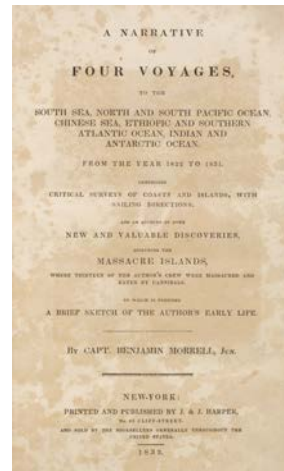 A NARRATIVE
OF
FOUR VOYAGES,
TO THE
SOUTH SEA, NORTH AND SOUTH PACIFIC OCEAN,
CHINESE SEA, ETHIOPIC AND SOUTHERN
ATLANTIC OCEAN, INDIAN AND
ANTARCTIC OCEAN.
FROM THE YEAR 1822 TO 1831.
COMPRISING
CRITICAL SURVEYS OF COASTS AND ISLANDS, WITH
SAILING DIRECTIONS.
AND AN ACCOUNT OF SOME
NEW AND VALUABLE DISCOVERIES,
INCLUDING THE
MASSACRE ISLANDS,
WHERE THIRTEEN OF THE AUTHOR'S CREW WERE MASSACRED AND
EATEN BY CANNIBALS.
TO WHICH IS PREFIXED
A BRIEF SKETCH OF THE AUTHOR'S EARLY LIFE.
BY CAPT. BENJAMIN MORRELL, JUN.
NEW-YORK:
PRINTED AND PUBLISHED BY J. & J. HARPER,
NO. 82 CLIFF-STREET,
AND SOLD BY THE BOOKSELLERS GENERALLY THROUGHOUT THE
UNITED STATES.
1832.